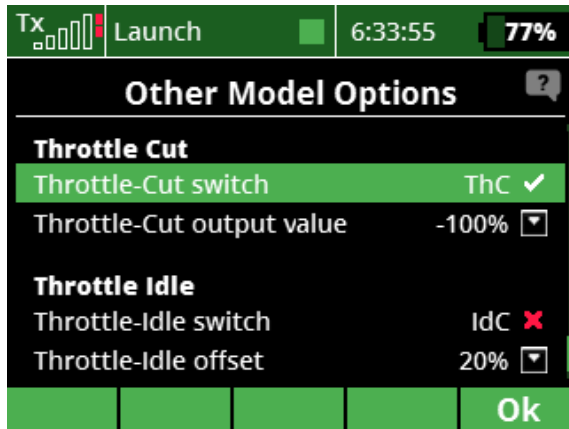 Tx Launch 6:33:55 77%
Other Model Options ?
Throttle Cut
Throttle-Cut switch ThC
Throttle-Cut output value -100%
Throttle Idle
Throttle-Idle switch IdC
Throttle-Idle offset 20%
Ok